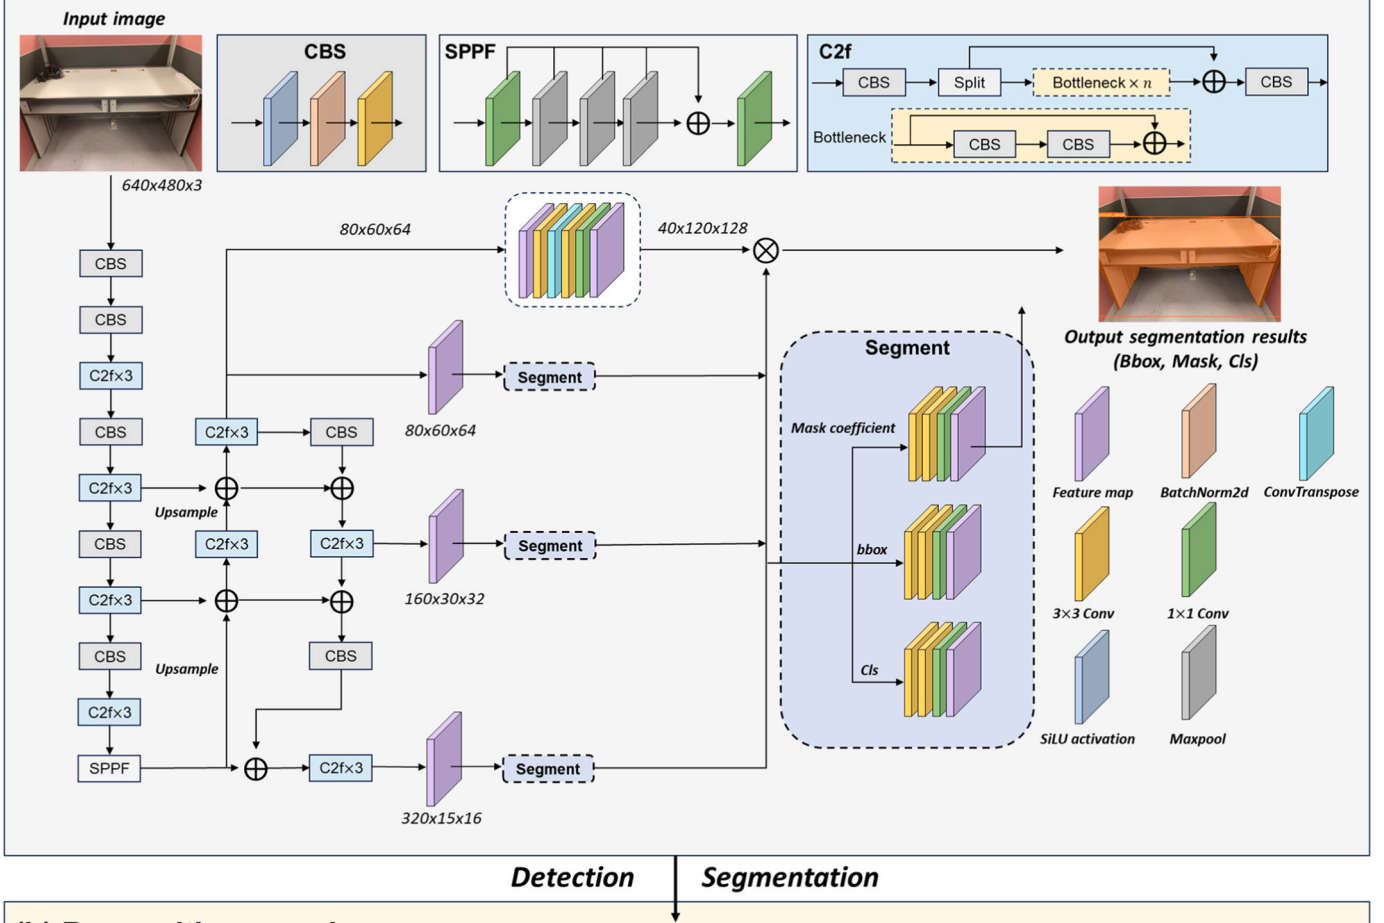 Input image
CBS
SPPF
C2f
CBS
Split
Bottleneck × n
CBS
Bottleneck
CBS
CBS
640x480x3
80x60x64
40x120x128
CBS
CBS
C2f×3
CBS
C2f×3
CBS
C2f×3
CBS
C2f×3
SPPF
C2f×3
CBS
Upsample
C2f×3
C2f×3
Upsample
CBS
C2f×3
Segment
80x60x64
Segment
160x30x32
Segment
320x15x16
Segment
Mask coefficient
bbox
Cls
Output segmentation results
(Bbox, Mask, Cls)
Feature map
BatchNorm2d
ConvTranspose
3×3 Conv
1×1 Conv
SiLU activation
Maxpool
Detection
Segmentation